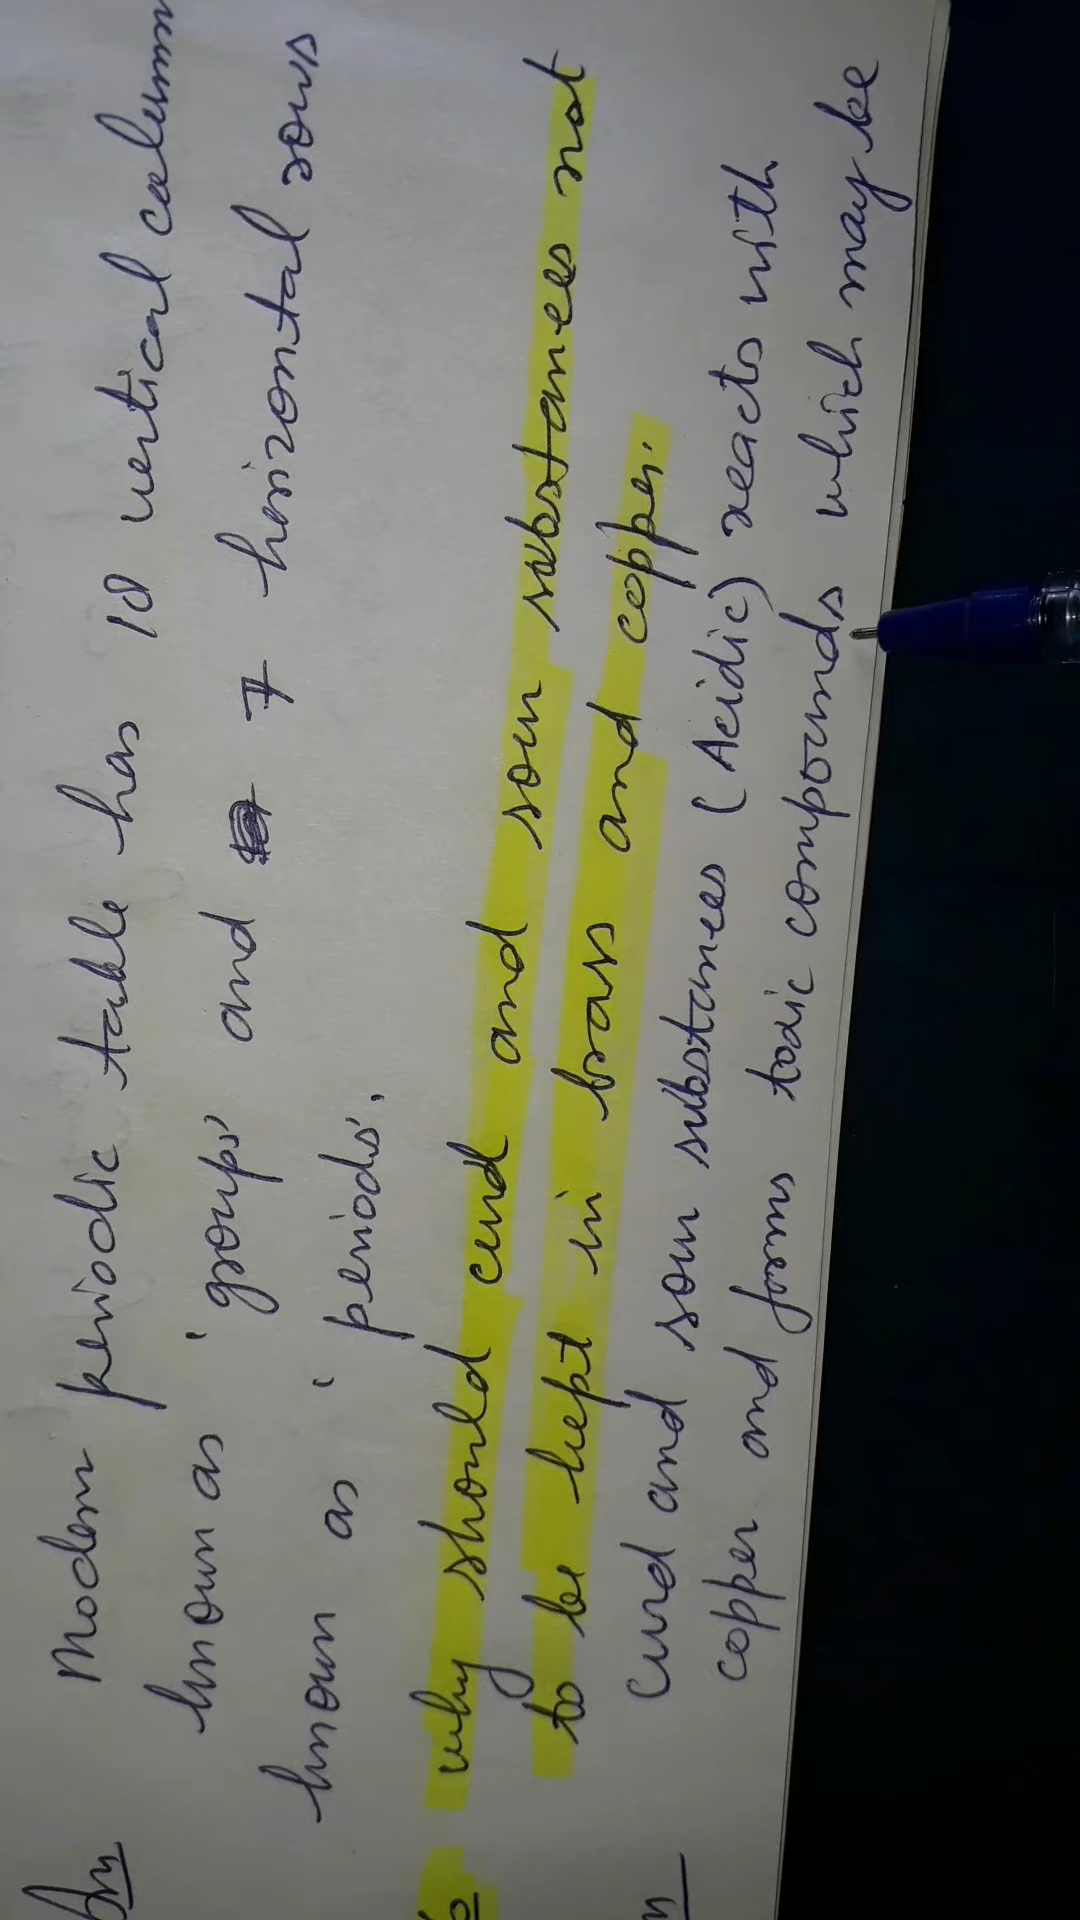 Modern periodic table has 18 vertical column
known as 'groups' and 7 horizontal rows
known as 'periods'.
why should curd and sour substances not
to be kept in brass and copper.
Curd and sour substances (Acidic) reacts with
copper and forms toxic compounds which may be